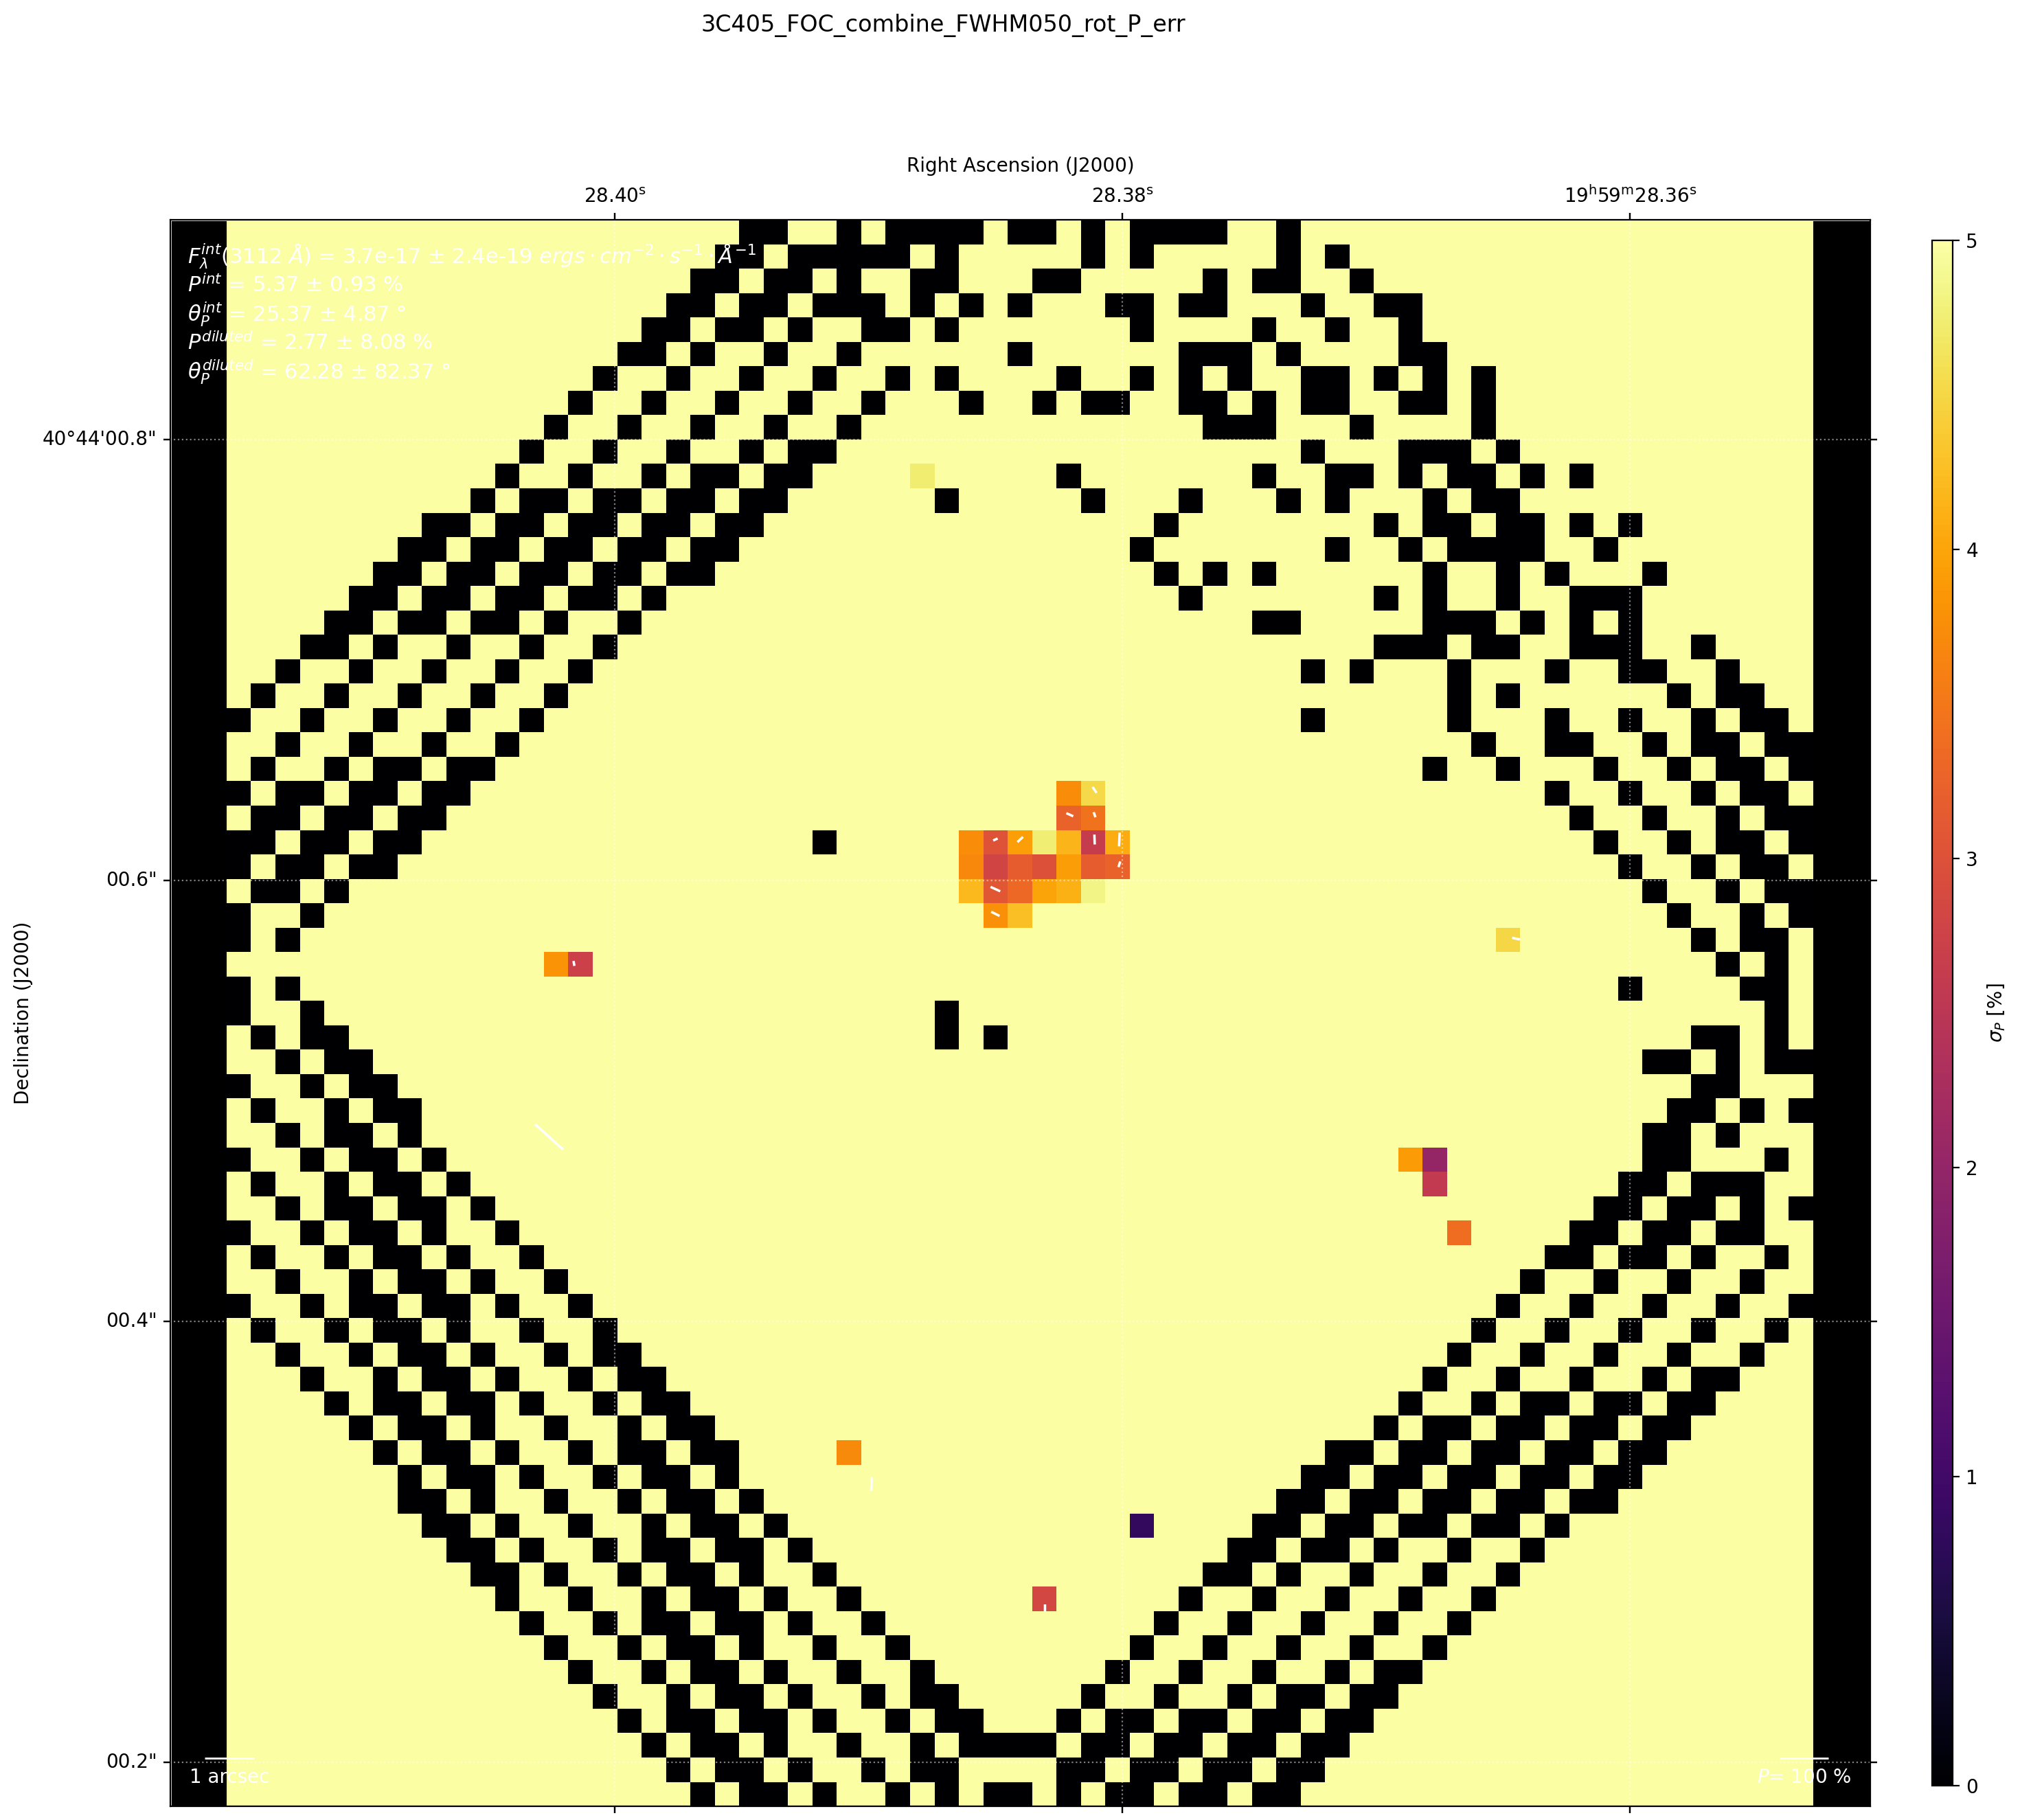 3C405_FOC_combine_FWHM050_rot_P_err
Right Ascension (J2000)
28.40ˢ 28.38ˢ 19ʰ59ᵐ28.36ˢ
F_λ^int(3112 Å) = 3.7e-17 ± 2.4e-19 ergs·cm⁻²·s⁻¹·Å⁻¹
P^int = 5.37 ± 0.93 %
θ_P^int = 25.37 ± 4.87 °
P^diluted = 2.77 ± 8.08 %
θ_P^diluted = 62.28 ± 82.37 °
40°44'00.8"
00.6"
00.4"
00.2"
Declination (J2000)
1 arcsec
P= 100 %
5
4
3
2
1
0
σ_P [%]